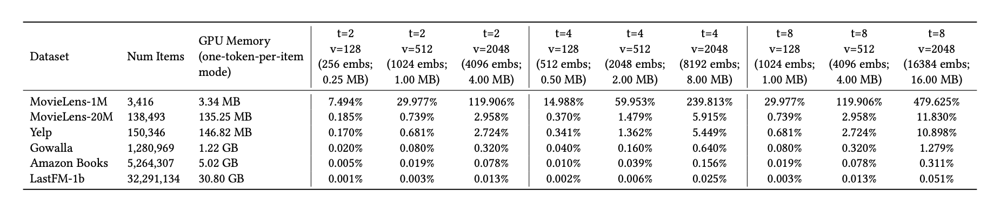 Dataset Num Items GPU Memory (one-token-per-item mode) t=2 v=128 (256 embs; 0.25 MB) t=2 v=512 (1024 embs; 1.00 MB) t=2 v=2048 (4096 embs; 4.00 MB) t=4 v=128 (512 embs; 0.50 MB) t=4 v=512 (2048 embs; 2.00 MB) t=4 v=2048 (8192 embs; 8.00 MB) t=8 v=128 (1024 embs; 1.00 MB) t=8 v=512 (4096 embs; 4.00 MB) t=8 v=2048 (16384 embs; 16.00 MB)
MovieLens-1M 3,416 3.34 MB 7.494% 29.977% 119.906% 14.988% 59.953% 239.813% 29.977% 119.906% 479.625%
MovieLens-20M 138,493 135.25 MB 0.185% 0.739% 2.958% 0.370% 1.479% 5.915% 0.739% 2.958% 11.830%
Yelp 150,346 146.82 MB 0.170% 0.681% 2.724% 0.341% 1.362% 5.449% 0.681% 2.724% 10.898%
Gowalla 1,280,969 1.22 GB 0.020% 0.080% 0.320% 0.040% 0.160% 0.640% 0.080% 0.320% 1.279%
Amazon Books 5,264,307 5.02 GB 0.005% 0.019% 0.078% 0.010% 0.039% 0.156% 0.019% 0.078% 0.311%
LastFM-1b 32,291,134 30.80 GB 0.001% 0.003% 0.013% 0.002% 0.006% 0.025% 0.003% 0.013% 0.051%